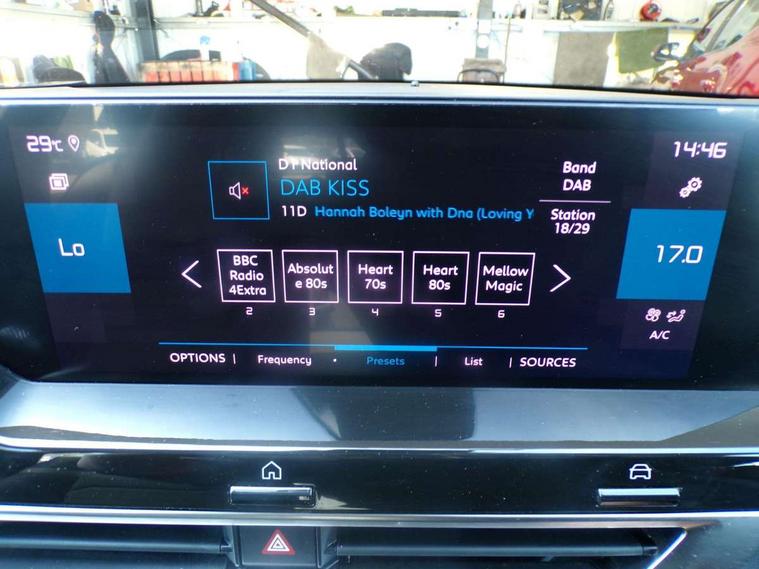 29°C
14:46
D1 National
DAB KISS
11D Hannah Boleyn with Dna (Loving Y
Band
DAB
Station
18/29
Lo
17.0
A/C
BBC
Radio
4Extra
2
Absolut
e 80s
3
Heart
70s
4
Heart
80s
5
Mellow
Magic
6
OPTIONS | Frequency • Presets | List | SOURCES